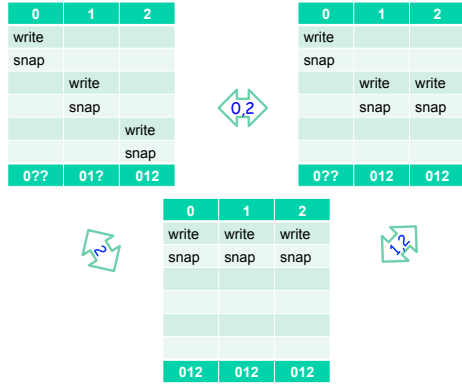 0 1 2
write
snap
write
snap
write
snap
0?? 01? 012
0,2
0 1 2
write
snap
write write
snap snap
0?? 012 012
2
0 1 2
write write write
snap snap snap
012 012 012
1,2